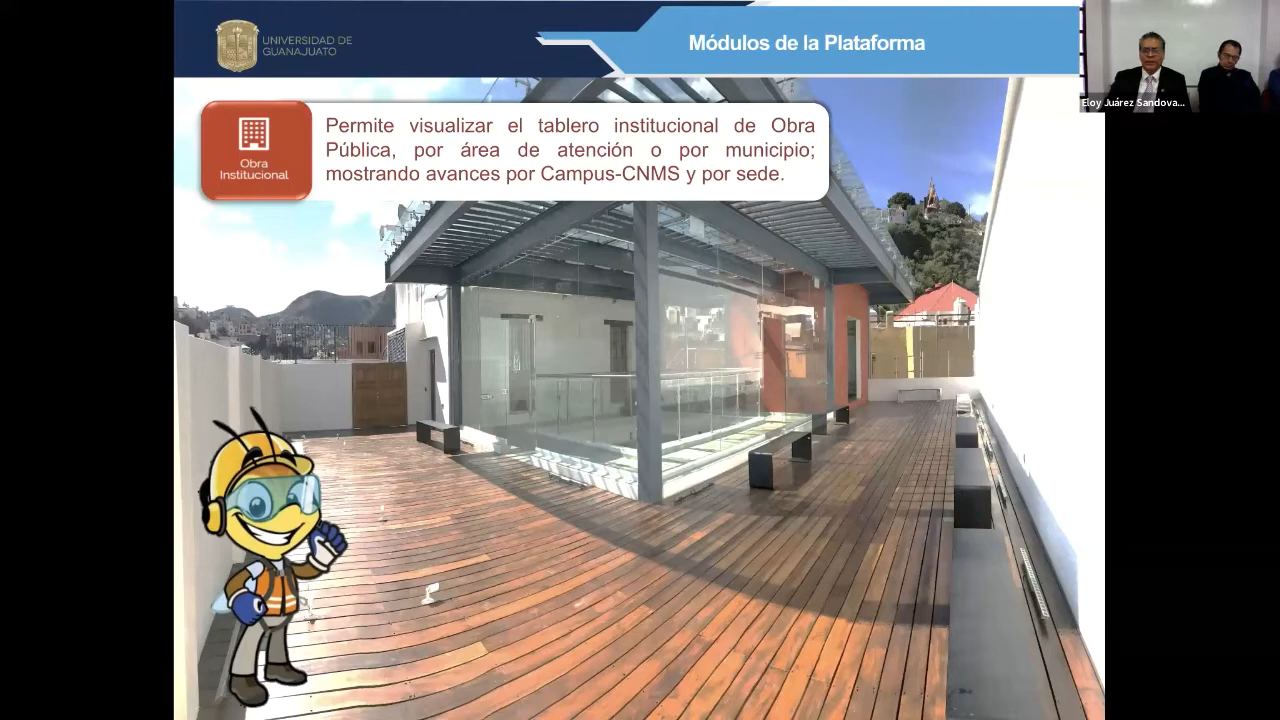 UNIVERSIDAD DE
GUANAJUATO
Módulos de la Plataforma
Eloy Juárez Sandova...
Obra
Institucional
Permite visualizar el tablero institucional de Obra
Pública, por área de atención o por municipio;
mostrando avances por Campus-CNMS y por sede.